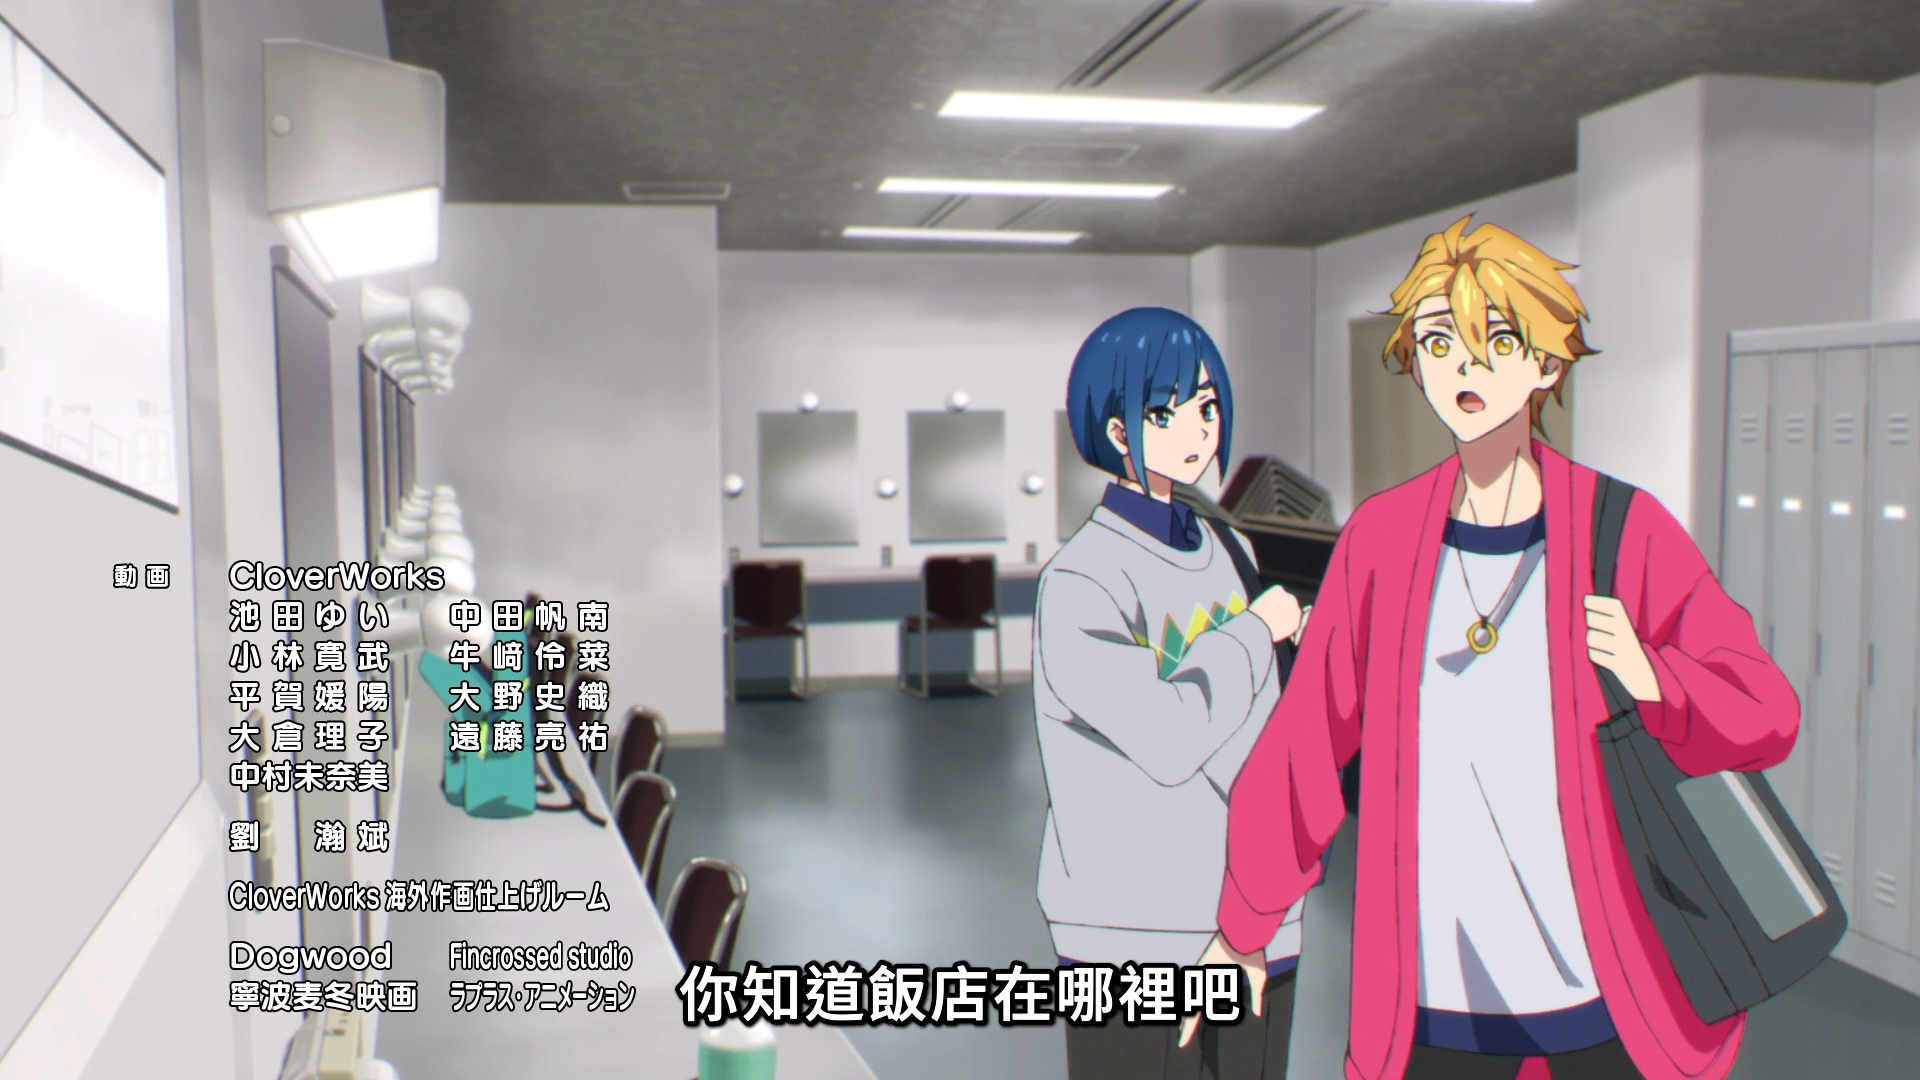 動画 CloverWorks
池田ゆい 中田帆南
小林寛武 牛﨑伶菜
平賀媛陽 大野史織
大倉理子 遠藤亮祐
中村未奈美
劉 瀚斌
CloverWorks 海外作画仕上げルーム
Dogwood Fincrossed studio
寧波麦冬映画 ラプラス・アニメーション
你知道飯店在哪裡吧